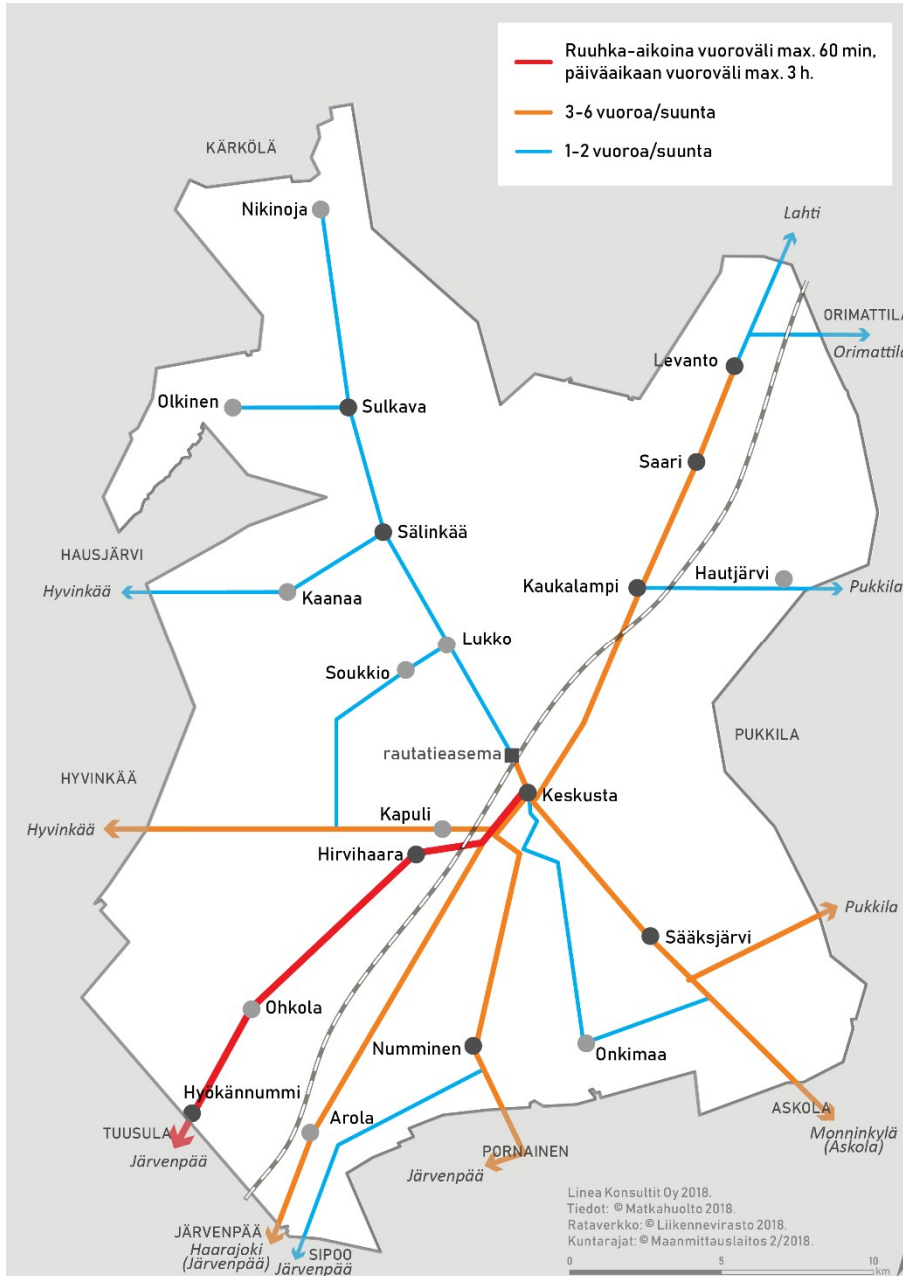 Ruuhka-aikoina vuoroväli max. 60 min,
päiväaikaan vuoroväli max. 3 h.
3-6 vuoroa/suunta
1-2 vuoroa/suunta
KÄRKÖLÄ
Nikinoja
Lahti
ORIMATTILA
Orimattila
Levanto
Olkinen
Sulkava
Saari
Sälinkää
HAUSJÄRVI
Hyvinkää
Kaanaa
Kaukalampi
Hautjärvi
Pukkila
Lukko
Soukkio
rautatieasema
PUKKILA
HYVINKÄÄ
Keskusta
Hyvinkää
Kapuli
Hirvihaara
Pukkila
Sääksjärvi
Ohkola
Numminen
Onkimaa
Hyökännummi
Arola
ASKOLA
TUUSULA
Järvenpää
PORNAINEN
Järvenpää
Monninkylä
(Askola)
JÄRVENPÄÄ
Haarajoki
(Järvenpää)
SIPOO
Järvenpää
Linea Konsultit Oy 2018.
Tiedot: © Matkahuolto 2018.
Rataverkko: © Liikennevirasto 2018.
Kuntarajat: © Maanmittauslaitos 2/2018.
0 5 10
km